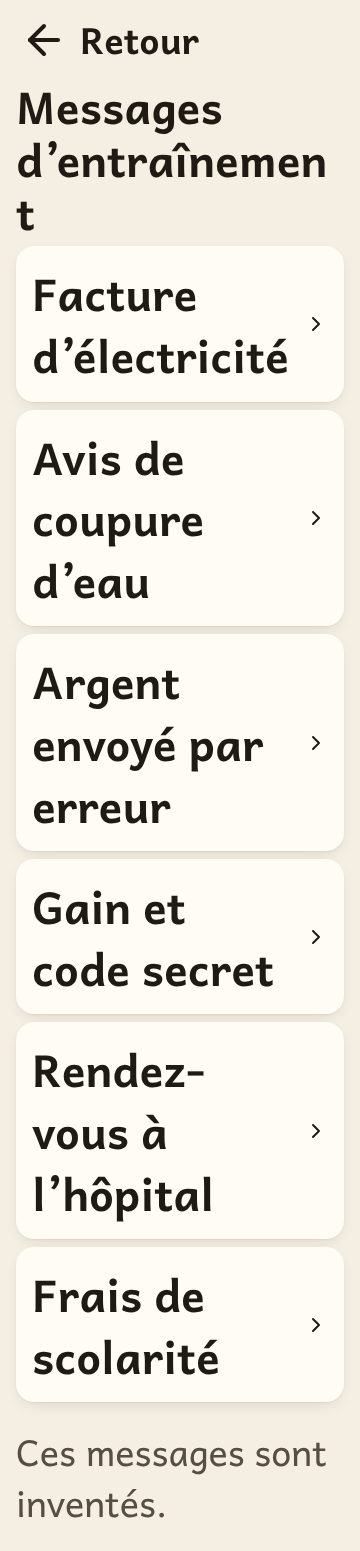 Retour
Messages
d’entraînemen
t
Facture
d’électricité
Avis de
coupure
d’eau
Argent
envoyé par
erreur
Gain et
code secret
Rendez-
vous à
l’hôpital
Frais de
scolarité
Ces messages sont
inventés.